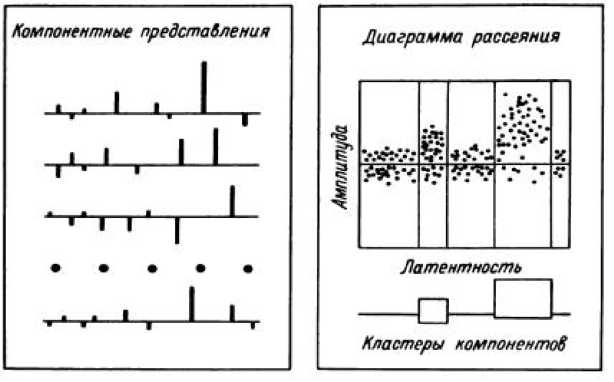 Компонентные представления
Диаграмма рассеяния
Амплитуда
Латентность
Кластеры компонентов